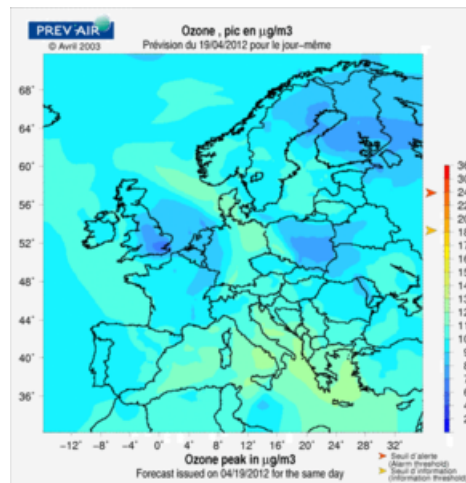 PREV'AIR
© Avril 2003
Ozone , pic en µg/m3
Prévision du 19/04/2012 pour le jour-même
68°
64°
60°
56°
52°
48°
44°
40°
36°
-12° -8° -4° 0° 4° 8° 12° 16° 20° 24° 28° 32°
Ozone peak in µg/m3
Forecast issued on 04/19/2012 for the same day
Seuil d'alerte
(Alarm threshold)
Seuil d'information
(Information threshold)